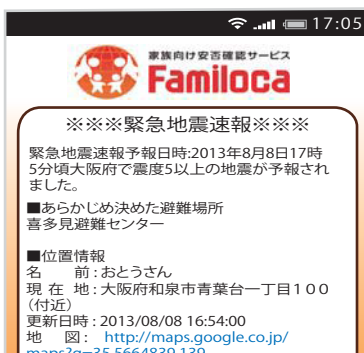 17:05
家族向け安否確認サービス
Familoca
※※※緊急地震速報※※※
緊急地震速報予報日時:2013年8月8日17時
5分頃大阪府で震度5以上の地震が予報され
ました。
■あらかじめ決めた避難場所
喜多見避難センター
■位置情報
名　　前 : おとうさん
現 在 地 : 大阪府和泉市青葉台一丁目１００
(付近)
更新日時 : 2013/08/08 16:54:00
地　　図 : http://maps.google.co.jp/
maps?q=35.5664839,139